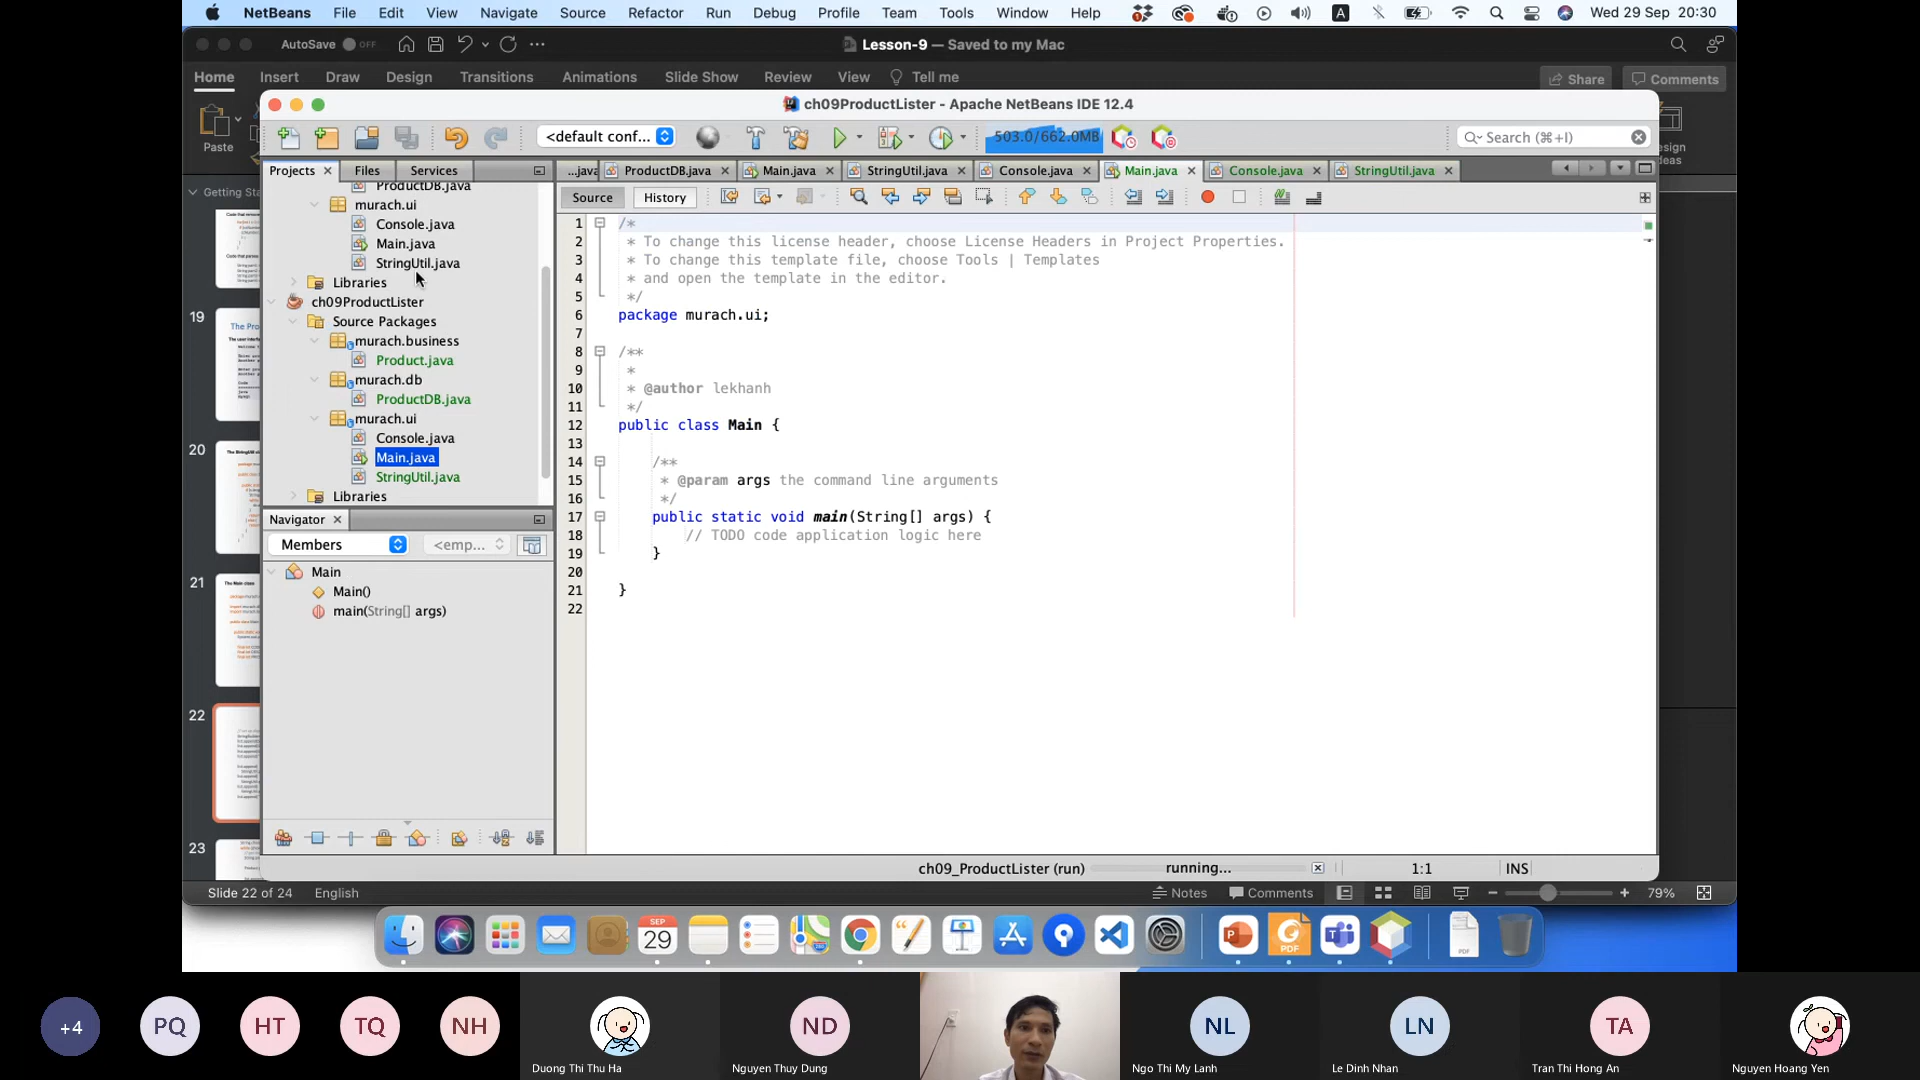 NetBeans File Edit View Navigate Source Refactor Run Debug Profile Team Tools Window Help A Wed 29 Sep 20:30
AutoSave OFF Lesson-9 — Saved to my Mac
Home Insert Draw Design Transitions Animations Slide Show Review View Tell me Share Comments
Paste
ch09ProductLister - Apache NetBeans IDE 12.4
<default conf... 503.0/662.0MB Search (⌘+I)
Projects Files Services
...java ProductDB.java Main.java StringUtil.java Console.java Main.java Console.java StringUtil.java
Source History
Getting Sta
ProductDB.java
murach.ui
Console.java
Main.java
StringUtil.java
Libraries
ch09ProductLister
Source Packages
murach.business
Product.java
murach.db
ProductDB.java
murach.ui
Console.java
Main.java
StringUtil.java
Libraries
1 /*
2 * To change this license header, choose License Headers in Project Properties.
3 * To change this template file, choose Tools | Templates
4 * and open the template in the editor.
5 */
6 package murach.ui;
7
8 /**
9 *
10 * @author lekhanh
11 */
12 public class Main {
13
14 /**
15 * @param args the command line arguments
16 */
17 public static void main(String[] args) {
18 // TODO code application logic here
19 }
20
21 }
22
Navigator
Members <emp...
Main
Main()
main(String[] args)
19
20
21
22
23
ch09_ProductLister (run) running... 1:1 INS
Slide 22 of 24 English Notes Comments 79%
SEP
29
PDF
PDF
+4 PQ HT TQ NH ND NL LN TA
Duong Thi Thu Ha Nguyen Thuy Dung Ngo Thi My Lanh Le Dinh Nhan Tran Thi Hong An Nguyen Hoang Yen